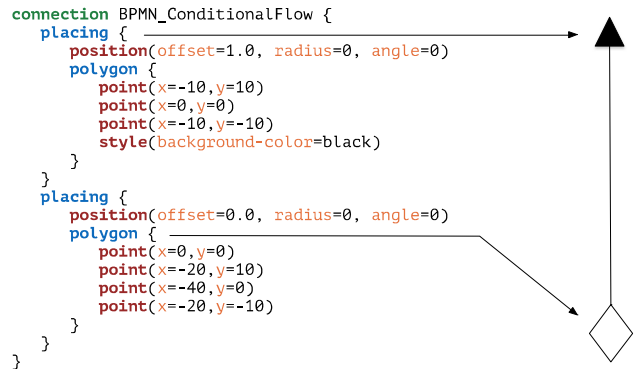 connection BPMN_ConditionalFlow {
   placing {
      position(offset=1.0, radius=0, angle=0)
      polygon {
         point(x=-10,y=10)
         point(x=0,y=0)
         point(x=-10,y=-10)
         style(background-color=black)
      }
   }
   placing {
      position(offset=0.0, radius=0, angle=0)
      polygon {
         point(x=0,y=0)
         point(x=-20,y=10)
         point(x=-40,y=0)
         point(x=-20,y=-10)
      }
   }
}